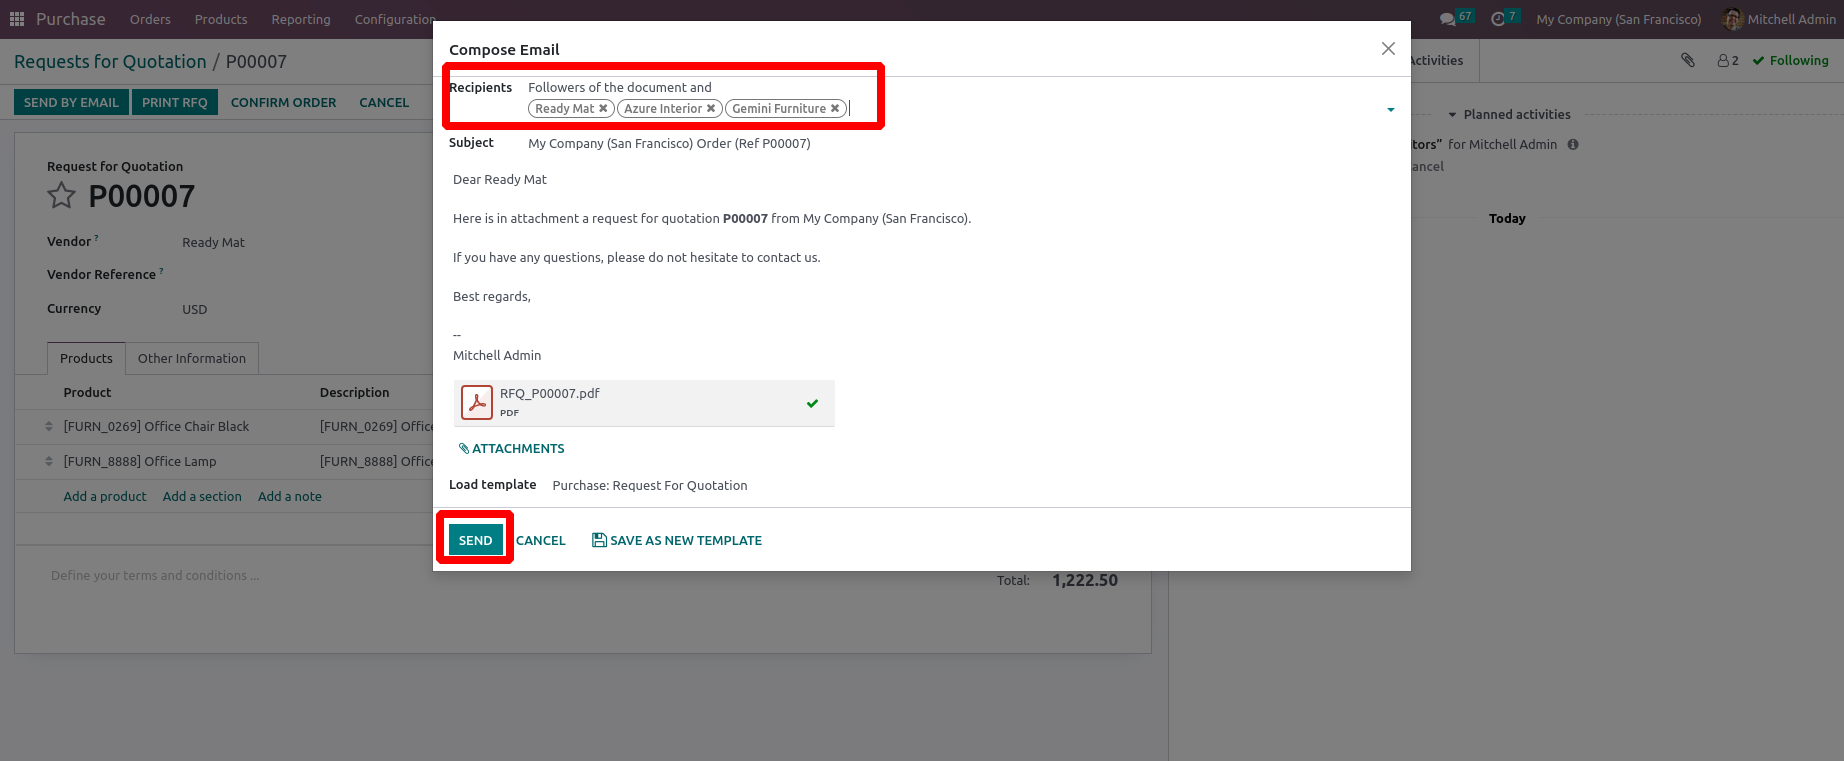 Purchase Orders Products Reporting Configuration 67 7 My Company (San Francisco) Mitchell Admin
Requests for Quotation / P00007
SEND BY EMAIL PRINT RFQ CONFIRM ORDER CANCEL
Request for Quotation
P00007
Vendor ? Ready Mat
Vendor Reference ?
Currency USD
Products Other Information
Product Description
[FURN_0269] Office Chair Black [FURN_0269] Office
[FURN_8888] Office Lamp [FURN_8888] Office
Add a product Add a section Add a note
Define your terms and conditions ...
Total: 1,222.50
Compose Email
Recipients Followers of the document and
Ready Mat Azure Interior Gemini Furniture
Subject My Company (San Francisco) Order (Ref P00007)
Dear Ready Mat
Here is in attachment a request for quotation P00007 from My Company (San Francisco).
If you have any questions, please do not hesitate to contact us.
Best regards,
--
Mitchell Admin
RFQ_P00007.pdf
PDF
ATTACHMENTS
Load template Purchase: Request For Quotation
SEND CANCEL SAVE AS NEW TEMPLATE
Activities 2 Following
Planned activities
itors” for Mitchell Admin
ancel
Today